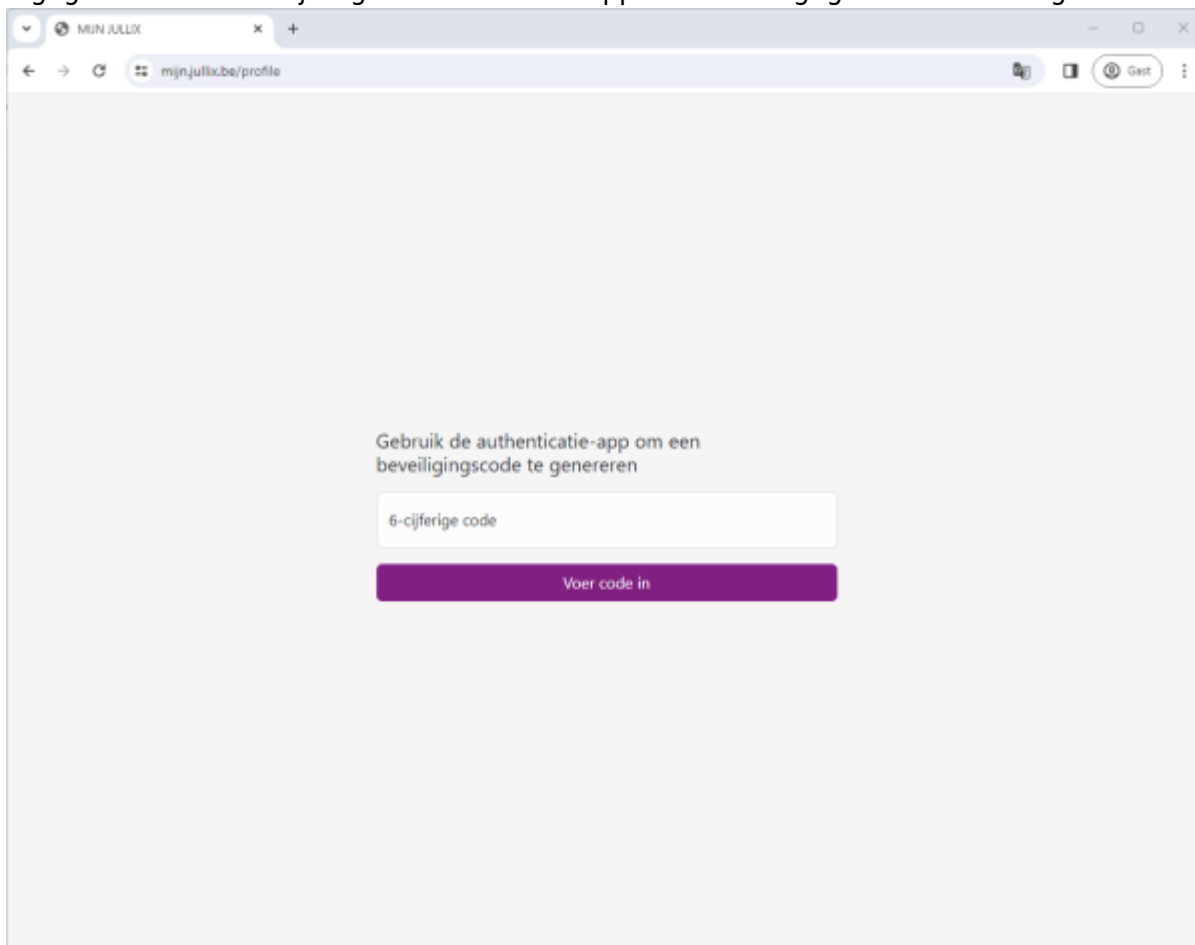 MIJN JULLIX
mijn.jullix.be/profile
Gast
Gebruik de authenticatie-app om een
beveiligingscode te genereren
6-cijferige code
Voer code in